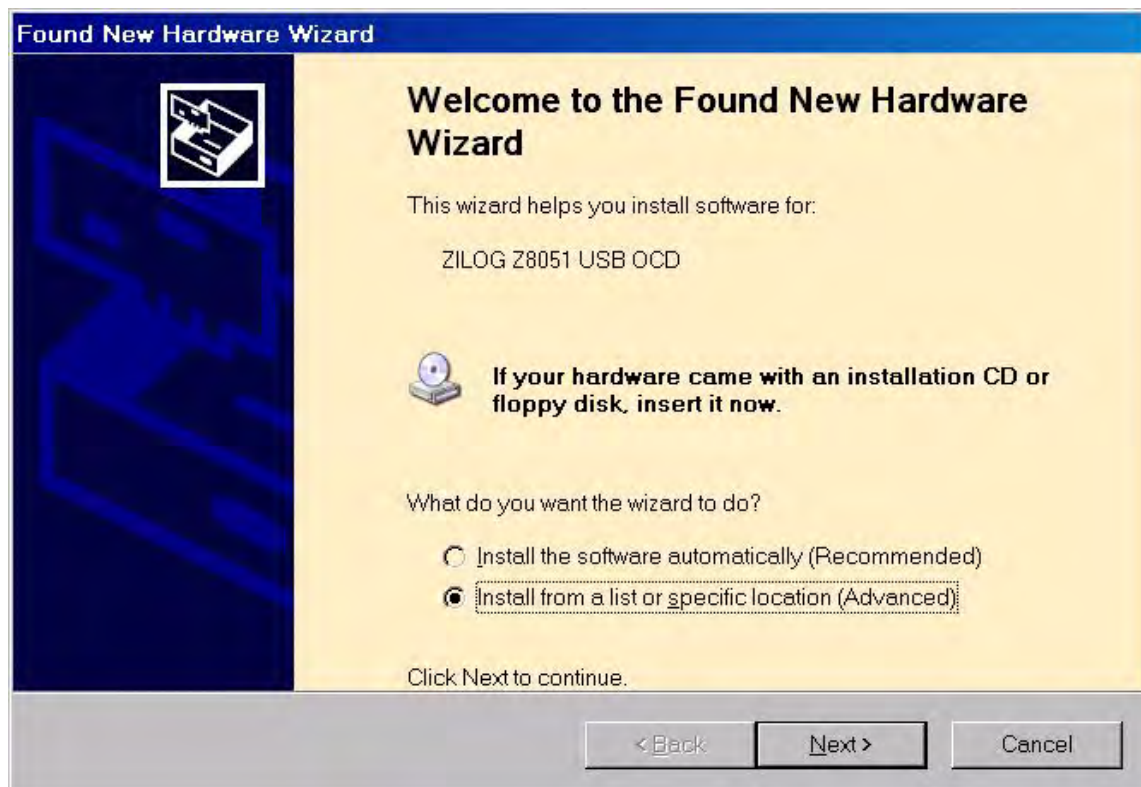 Found New Hardware Wizard
Welcome to the Found New Hardware
Wizard
This wizard helps you install software for:
ZILOG Z8051 USB OCD
If your hardware came with an installation CD or
floppy disk, insert it now.
What do you want the wizard to do?
Install the software automatically (Recommended)
Install from a list or specific location (Advanced)
Click Next to continue.
< Back
Next >
Cancel